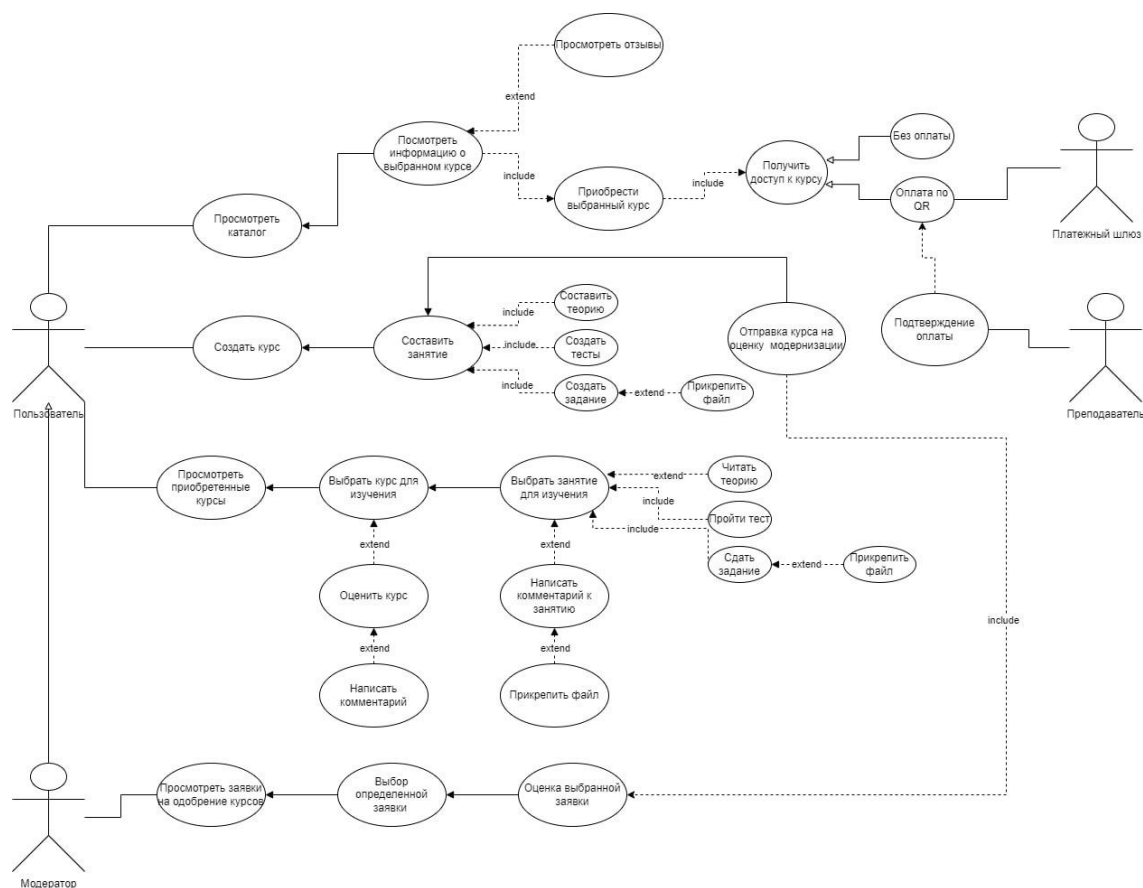 Просмотреть отзывы
extend
Посмотреть
информацию о
выбранном курсе
include
Приобрести
выбранный курс
include
Получить
доступ к курсу
Без оплаты
Оплата по
QR
Платежный шлюз
Просмотреть
каталог
Пользователь
Создать курс
Составить
занятие
include
Составить
теорию
include
Создать
тесты
include
Создать
задание
extend
Прикрепить
файл
Отправка курса на
оценку модернизации
Подтверждение
оплаты
Преподаватель
Просмотреть
приобретенные
курсы
Выбрать курс для
изучения
Выбрать занятие
для изучения
extend
Читать
теорию
include
Пройти тест
include
Сдать
задание
extend
Прикрепить
файл
extend
Оценить курс
extend
Написать
комментарий
extend
Написать
комментарий к
занятию
extend
Прикрепить файл
include
Просмотреть заявки
на одобрение курсов
Выбор
определенной
заявки
Оценка выбранной
заявки
Модератор